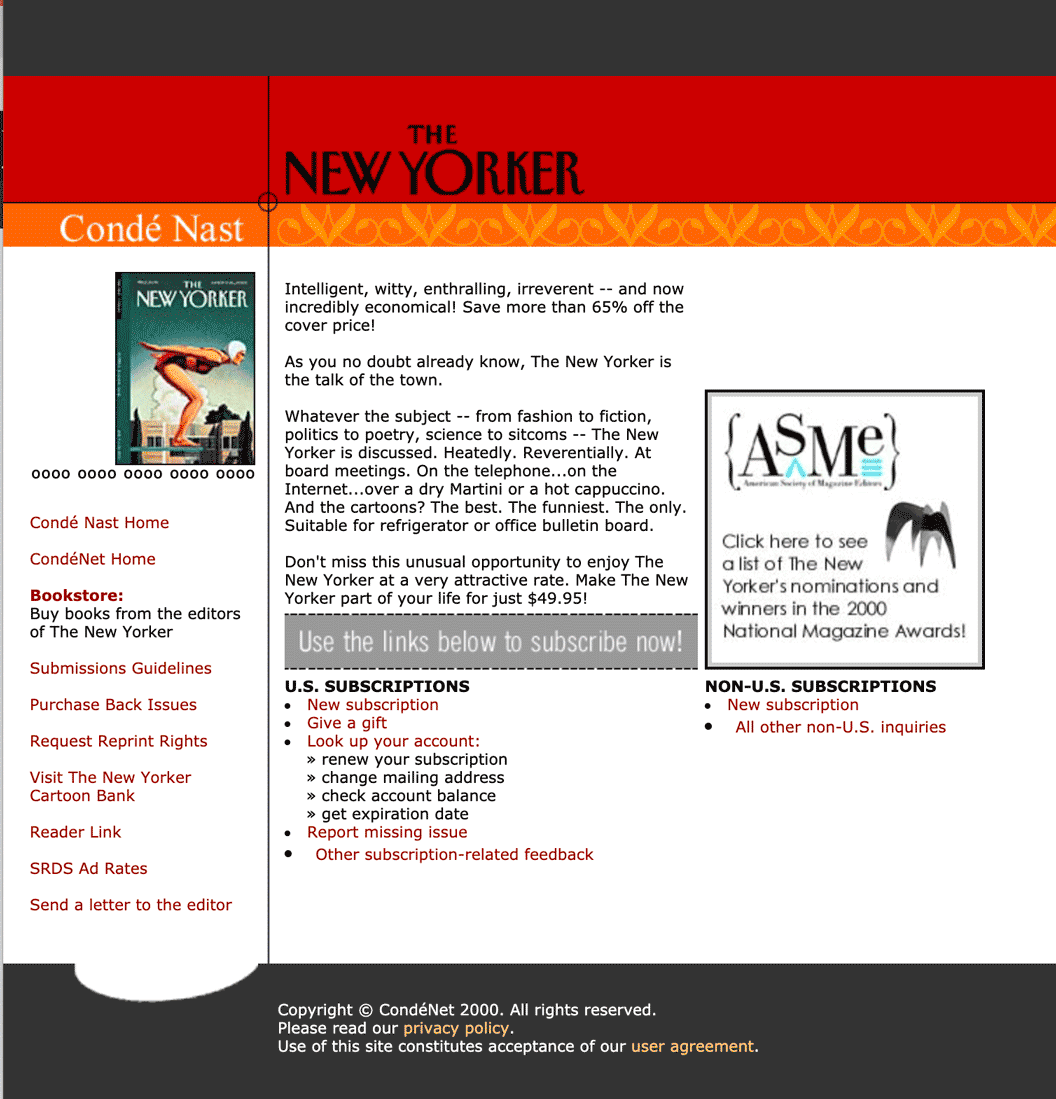 THE
NEW YORKER
Condé Nast
THE
NEW YORKER
oooo oooo oooo oooo oooo
Condé Nast Home
CondéNet Home
Bookstore:
Buy books from the editors
of The New Yorker
Submissions Guidelines
Purchase Back Issues
Request Reprint Rights
Visit The New Yorker
Cartoon Bank
Reader Link
SRDS Ad Rates
Send a letter to the editor
Intelligent, witty, enthralling, irreverent -- and now
incredibly economical! Save more than 65% off the
cover price!
As you no doubt already know, The New Yorker is
the talk of the town.
Whatever the subject -- from fashion to fiction,
politics to poetry, science to sitcoms -- The New
Yorker is discussed. Heatedly. Reverentially. At
board meetings. On the telephone...on the
Internet...over a dry Martini or a hot cappuccino.
And the cartoons? The best. The funniest. The only.
Suitable for refrigerator or office bulletin board.
Don't miss this unusual opportunity to enjoy The
New Yorker at a very attractive rate. Make The New
Yorker part of your life for just $49.95!
Use the links below to subscribe now!
U.S. SUBSCRIPTIONS
• New subscription
• Give a gift
• Look up your account:
» renew your subscription
» change mailing address
» check account balance
» get expiration date
• Report missing issue
• Other subscription-related feedback
{ASMe}
American Society of Magazine Editors
Click here to see
a list of The New
Yorker's nominations and
winners in the 2000
National Magazine Awards!
NON-U.S. SUBSCRIPTIONS
• New subscription
• All other non-U.S. inquiries
Copyright © CondéNet 2000. All rights reserved.
Please read our privacy policy.
Use of this site constitutes acceptance of our user agreement.